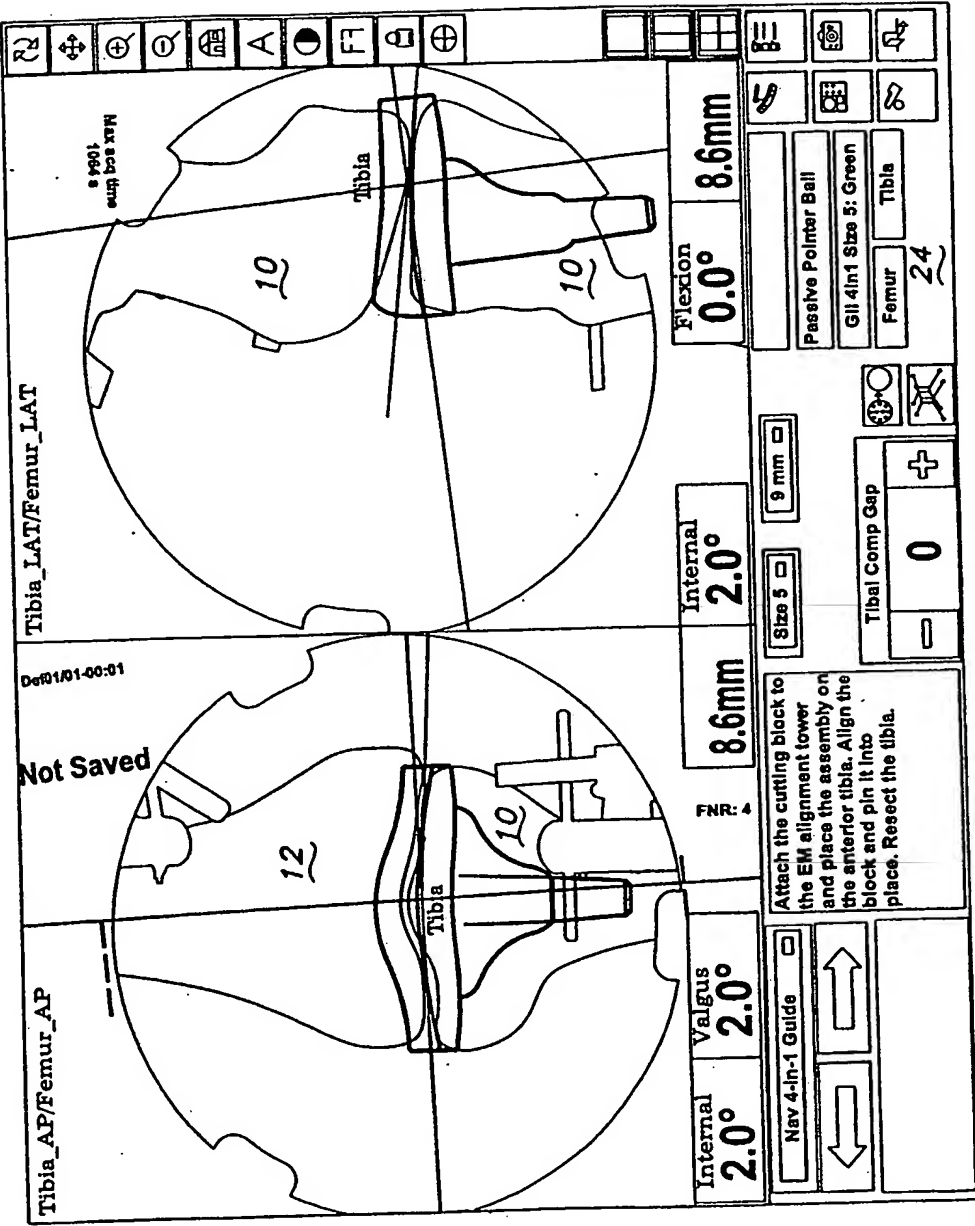 Tibia_AP/Femur_AP
Not Saved
Def01/01-00:01
12
10
Tibia
FNR: 4
Internal
2.0°
Valgus
2.0°
8.6mm
Tibia_LAT/Femur_LAT
Max acq time
1064 s
10
Tibia
10
Internal
2.0°
Flexion
0.0°
8.6mm
A
Nav 4-in-1 Guide
Attach the cutting block to
the EM alignment tower
and place the assembly on
the anterior tibia. Align the
block and pin it into
place. Resect the tibia.
Size 5
9 mm
Tibal Comp Gap
0
Passive Pointer Ball
GII 4in1 Size 5: Green
Femur
Tibia
24